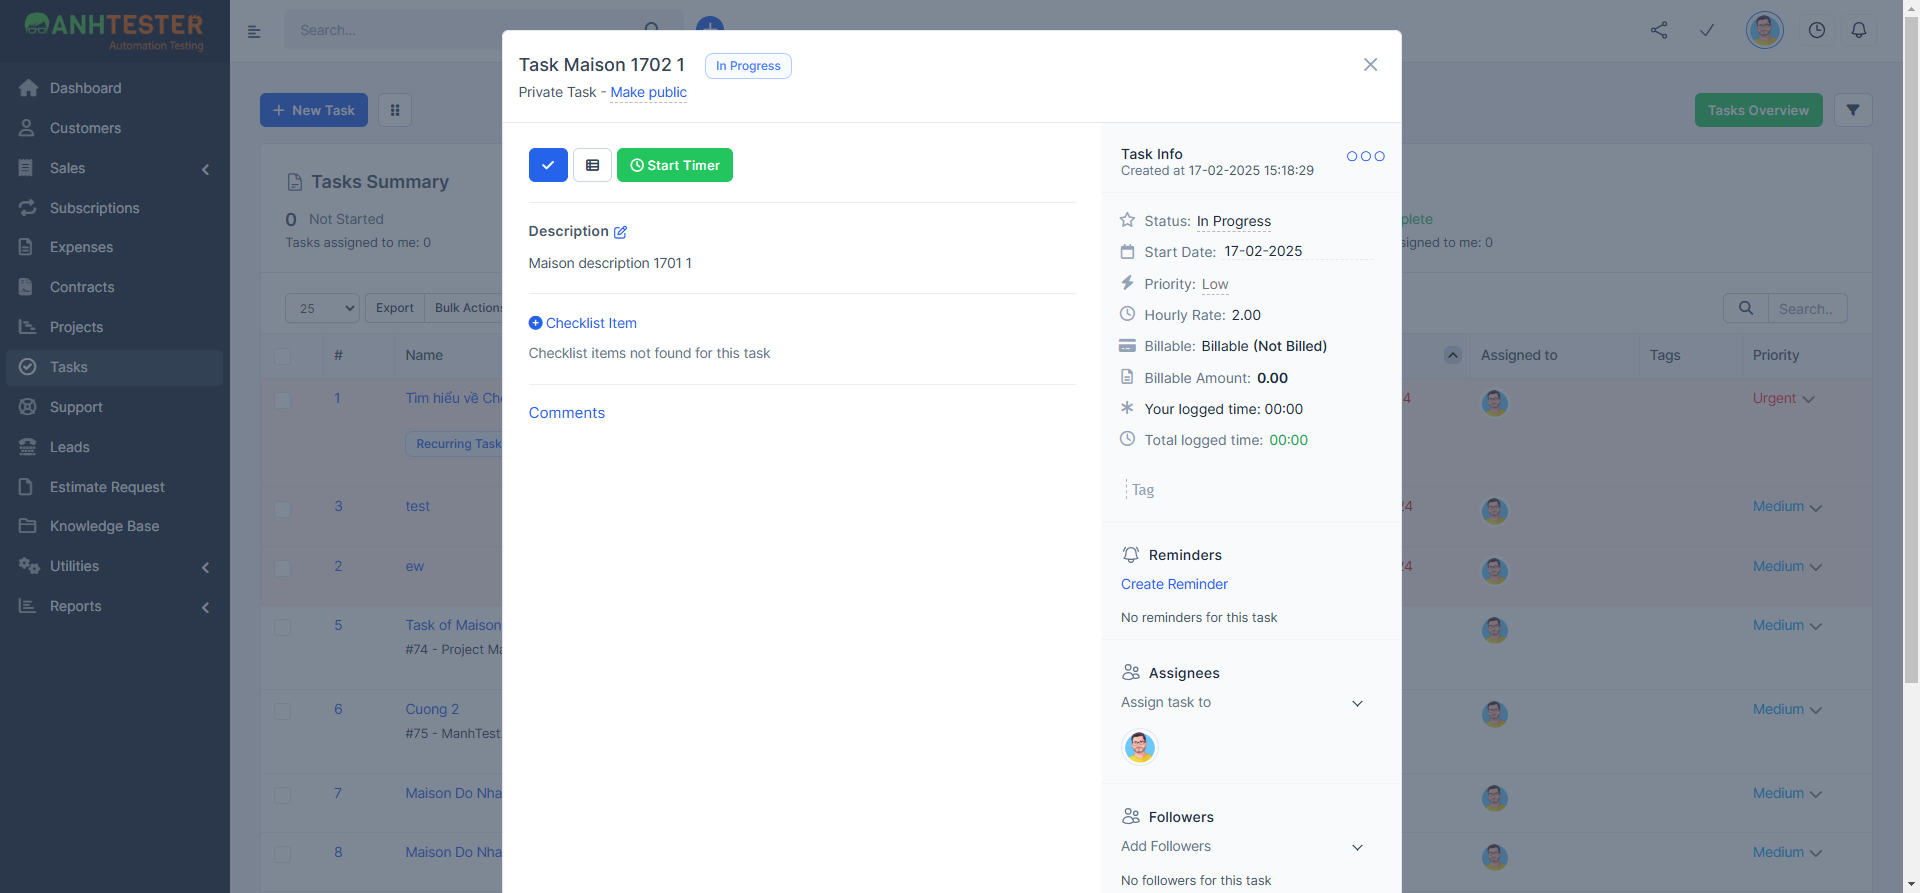 ANHTESTER
Automation Testing
Search...
Dashboard
Customers
Sales
Subscriptions
Expenses
Contracts
Projects
Tasks
Support
Leads
Estimate Request
Knowledge Base
Utilities
Reports
New Task
Tasks Overview
Tasks Summary
0 Not Started
Tasks assigned to me: 0
plete
signed to me: 0
25
Export
Bulk Action
Search..
# Name Assigned to Tags Priority
1 Tìm hiểu về Ch 4 Urgent
Recurring Task
3 test 24 Medium
2 ew 24 Medium
5 Task of Maison Medium
#74 - Project Ma
6 Cuong 2 Medium
#75 - ManhTest
7 Maison Do Nha Medium
8 Maison Do Nha Medium
Task Maison 1702 1 In Progress
Private Task - Make public
Start Timer
Description
Maison description 1701 1
Checklist Item
Checklist items not found for this task
Comments
Task Info
Created at 17-02-2025 15:18:29
Status: In Progress
Start Date: 17-02-2025
Priority: Low
Hourly Rate: 2.00
Billable: Billable (Not Billed)
Billable Amount: 0.00
Your logged time: 00:00
Total logged time: 00:00
Tag
Reminders
Create Reminder
No reminders for this task
Assignees
Assign task to
Followers
Add Followers
No followers for this task